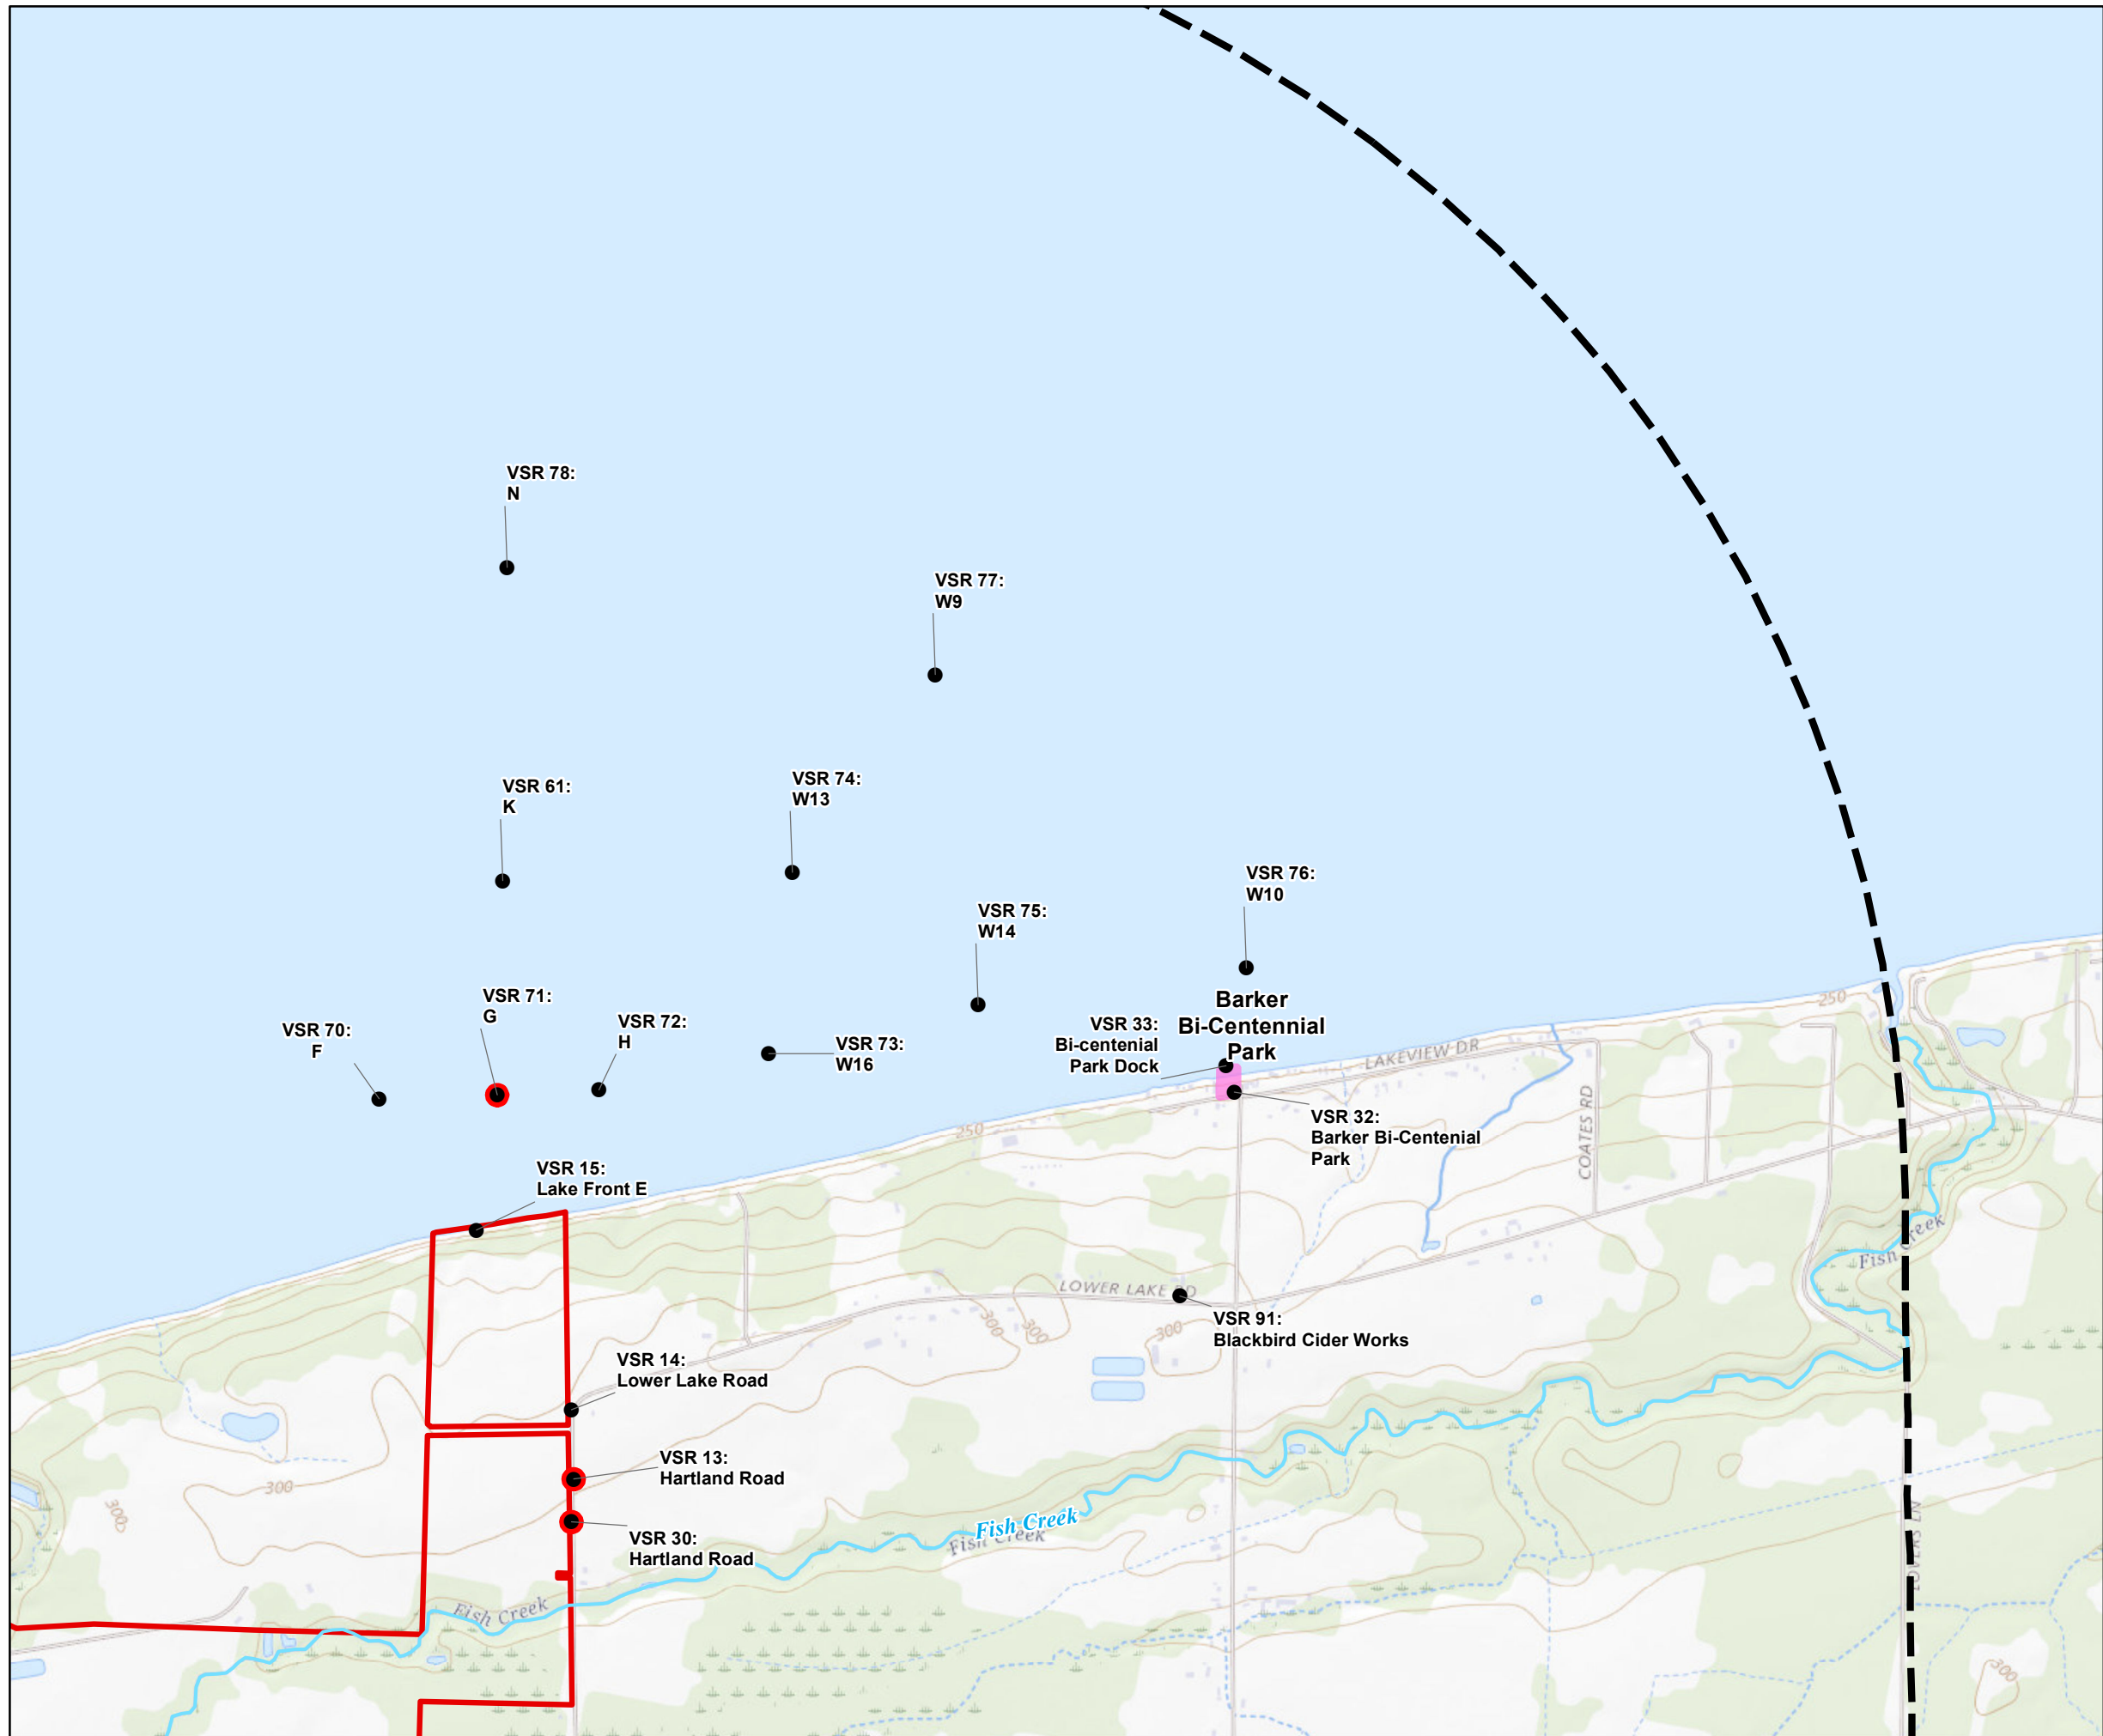 VSR 78:
N
VSR 77:
W9
VSR 61:
K
VSR 74:
W13
VSR 76:
W10
VSR 75:
W14
VSR 71:
G
VSR 70:
F
VSR 72:
H
VSR 73:
W16
Barker
Bi-Centennial
Park
VSR 33:
Bi-centenial
Park Dock
250
LAKEVIEW DR
COATES RD
VSR 32:
Barker Bi-Centenial
Park
250
VSR 15:
Lake Front E
Fish Creek
LOWER LAKE RD
300
300
300
VSR 91:
Blackbird Cider Works
VSR 14:
Lower Lake Road
VSR 13:
Hartland Road
300
300
VSR 30:
Hartland Road
Fish Creek
Fish Creek
LOVERS LN
Fish Creek
300